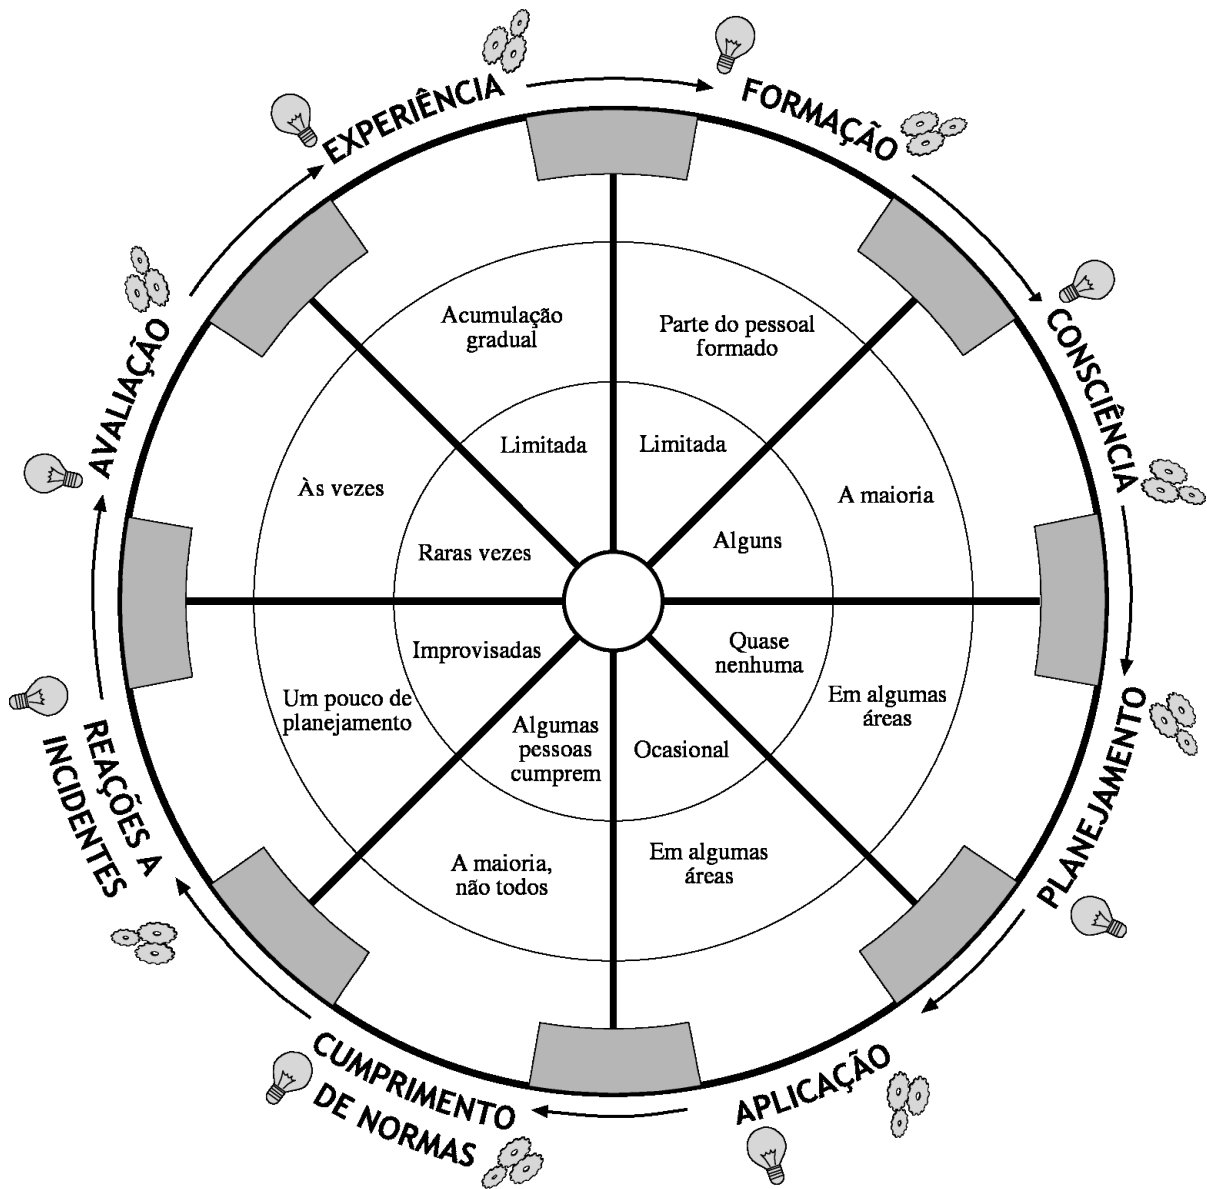 EXPERIÊNCIA
FORMAÇÃO
CONSCIÊNCIA
PLANEJAMENTO
APLICAÇÃO
CUMPRIMENTO
DE NORMAS
REAÇÕES A
INCIDENTES
AVALIAÇÃO
Acumulação
gradual
Parte do pessoal
formado
Limitada
Limitada
Às vezes
A maioria
Raras vezes
Alguns
Improvisadas
Quase
nenhuma
Um pouco de
planejamento
Em algumas
áreas
Algumas
pessoas
cumprem
Ocasional
A maioria,
não todos
Em algumas
áreas